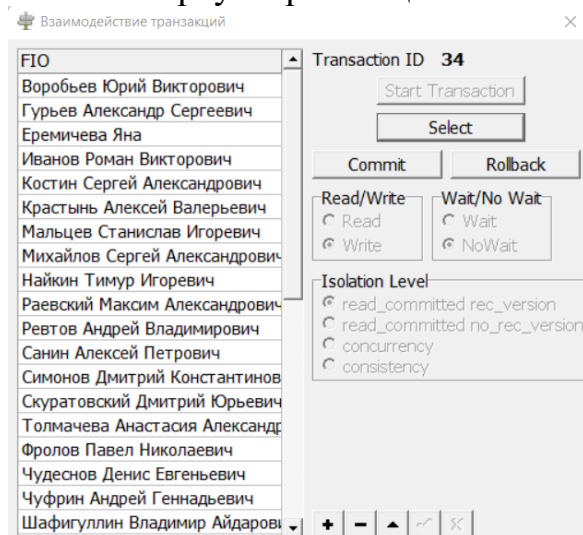 Взаимодействие транзакций
FIO
Воробьев Юрий Викторович
Гурьев Александр Сергеевич
Еремичева Яна
Иванов Роман Викторович
Костин Сергей Александрович
Крастынь Алексей Валерьевич
Мальцев Станислав Игоревич
Михайлов Сергей Александрович
Найкин Тимур Игоревич
Раевский Максим Александрович
Ревтов Андрей Владимирович
Санин Алексей Петрович
Симонов Дмитрий Константинов
Скуратовский Дмитрий Юрьевич
Толмачева Анастасия Александр
Фролов Павел Николаевич
Чудеснов Денис Евгеньевич
Чуфрин Андрей Геннадьевич
Шафигуллин Владимир Айдарови
Transaction ID 34
Start Transaction
Select
Commit Rollback
Read/Write Wait/No Wait
Read Wait
Write NoWait
Isolation Level
read_committed rec_version
read_committed no_rec_version
concurrency
consistency